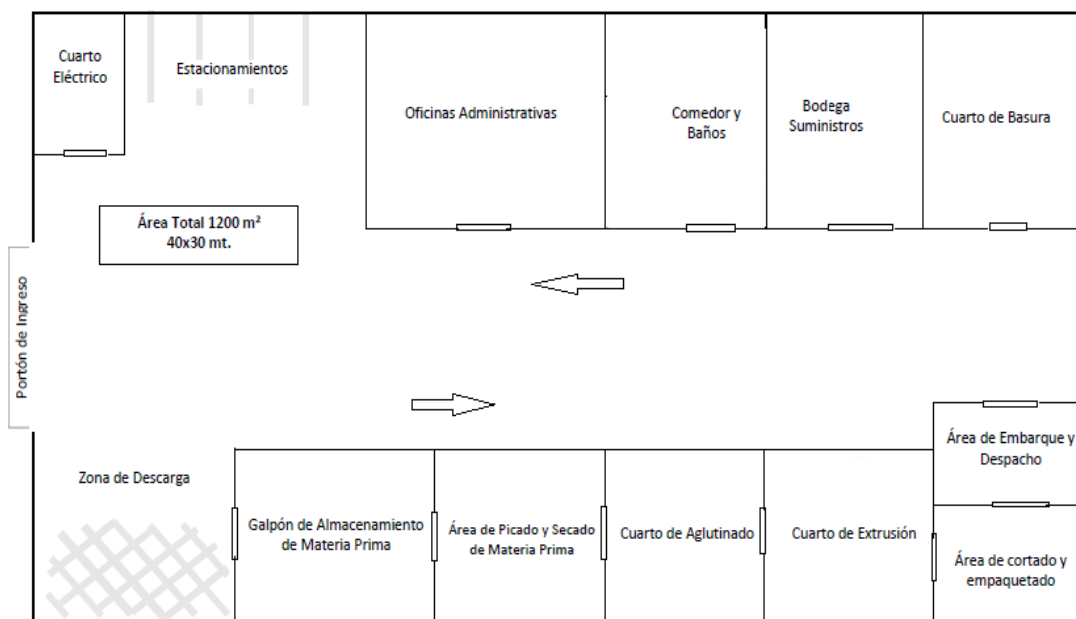 Cuarto
Eléctrico
Estacionamientos
Oficinas Administrativas
Comedor y
Baños
Bodega
Suministros
Cuarto de Basura
Área Total 1200 m²
40x30 mt.
Portón de Ingreso
Zona de Descarga
Galpón de Almacenamiento
de Materia Prima
Área de Picado y Secado
de Materia Prima
Cuarto de Aglutinado
Cuarto de Extrusión
Área de Embarque y
Despacho
Área de cortado y
empaquetado